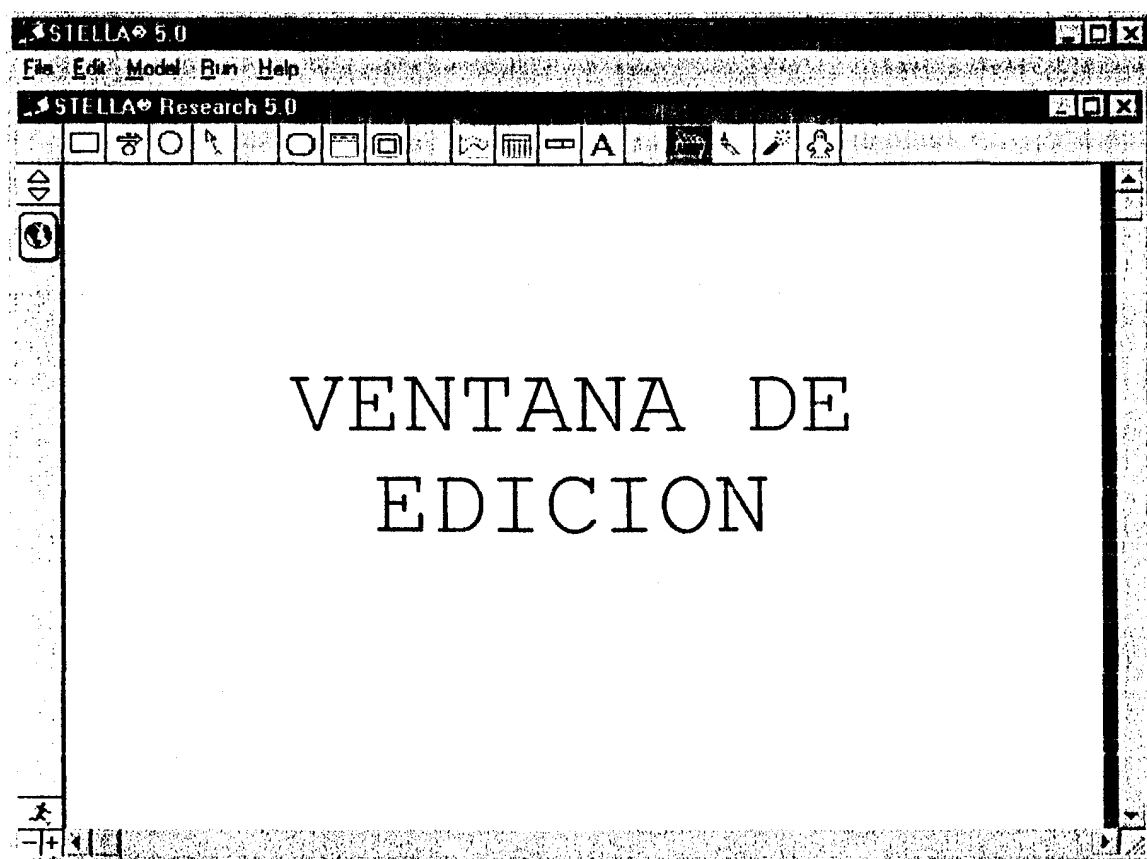 STELLA® 5.0
File Edit Model Run Help
STELLA® Research 5.0
A
VENTANA DE
EDICION